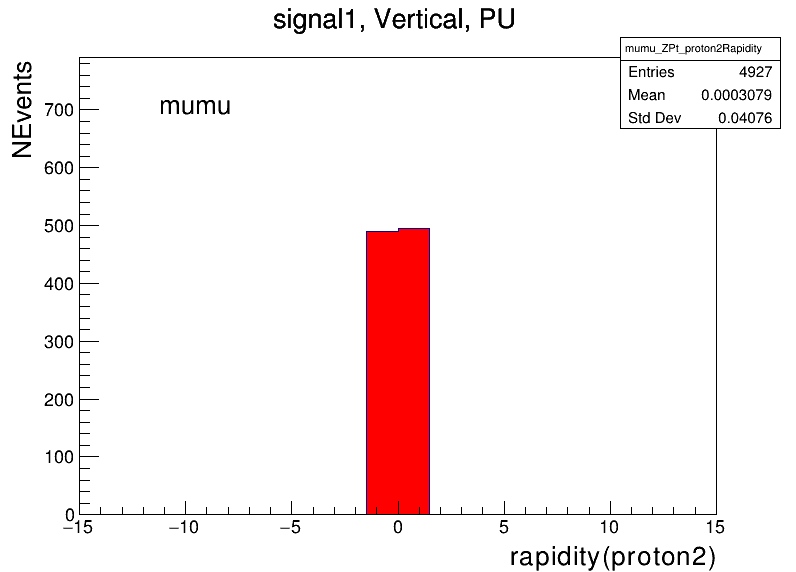 signal1, Vertical, PU
mumu_ZPt_proton2Rapidity
Entries 4927
Mean 0.0003079
Std Dev 0.04076
NEvents
mumu
700
600
500
400
300
200
100
0
−15 −10 −5 0 5 10 15
rapidity(proton2)